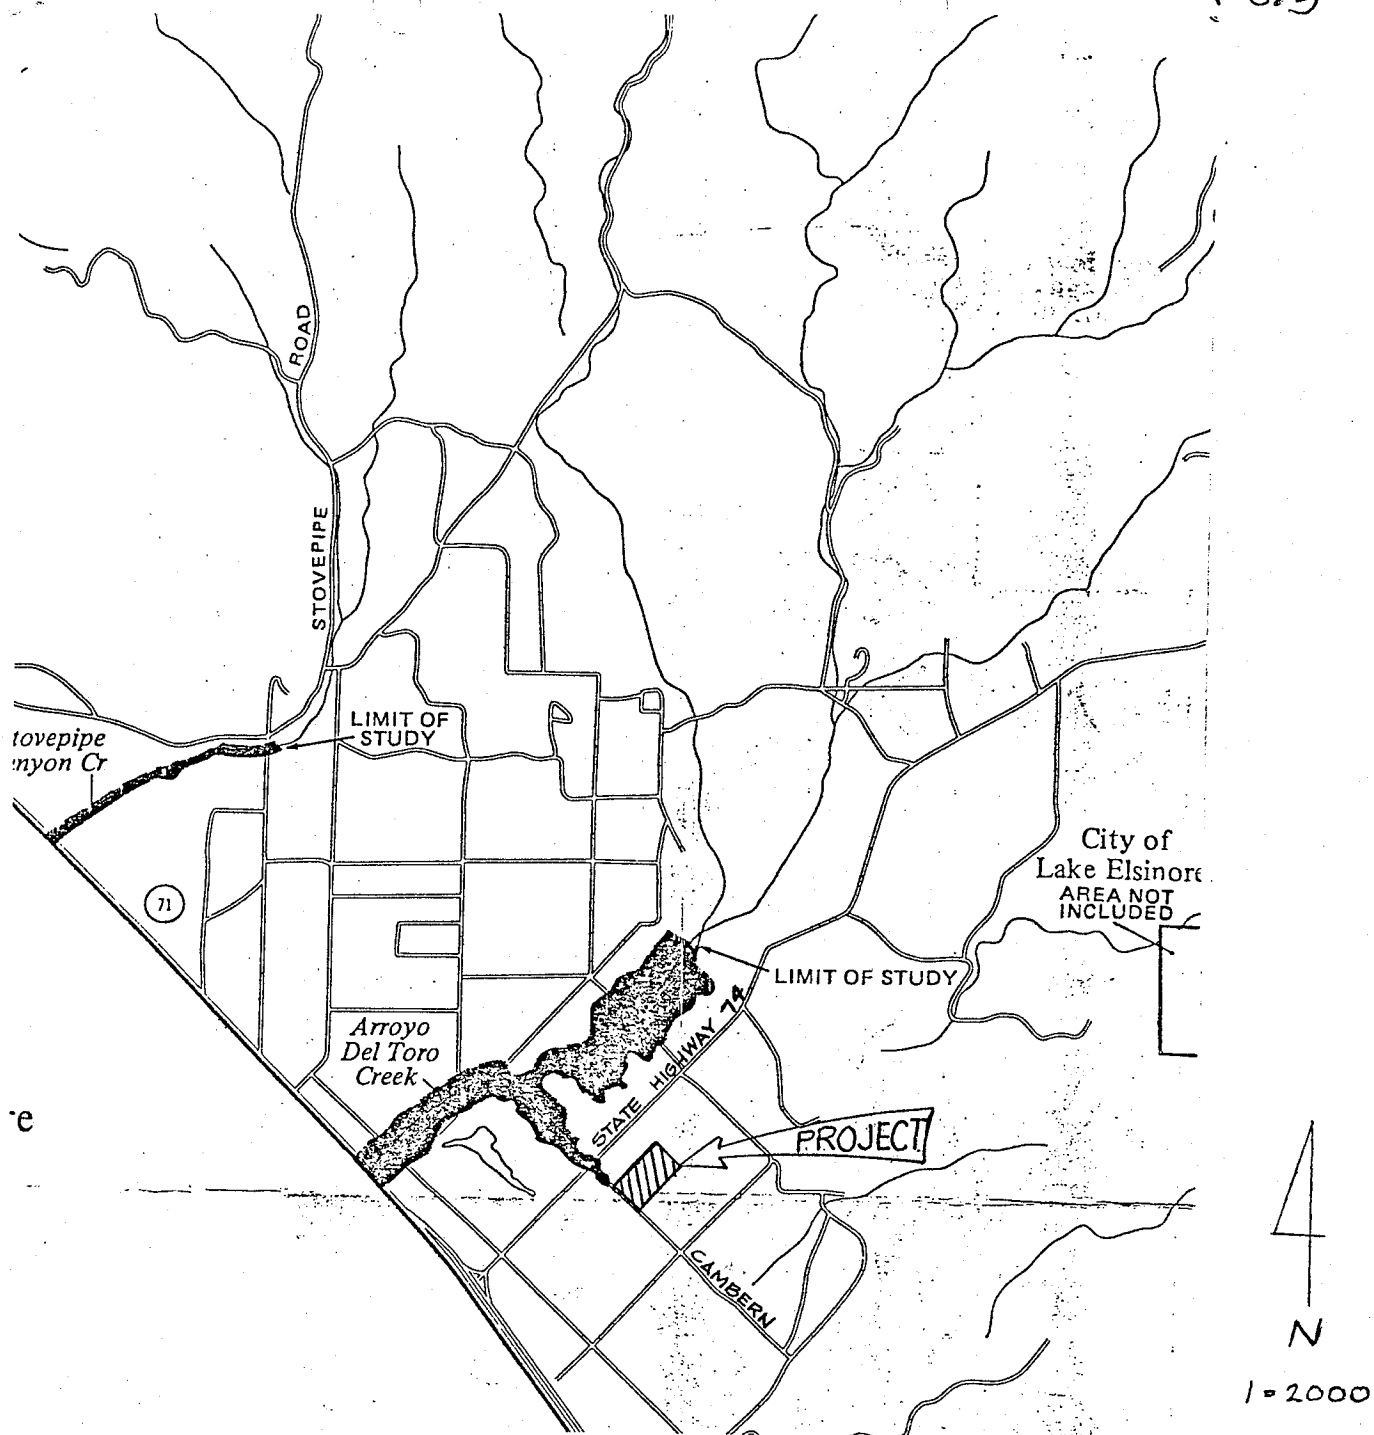 ROAD
STOVEPIPE
LIMIT OF
STUDY
tovepipe
nyon Cr
71
City of
Lake Elsinore
AREA NOT
INCLUDED
LIMIT OF STUDY
Arroyo
Del Toro
Creek
STATE HIGHWAY 74
PROJECT
CAMBERN
N
1=2000